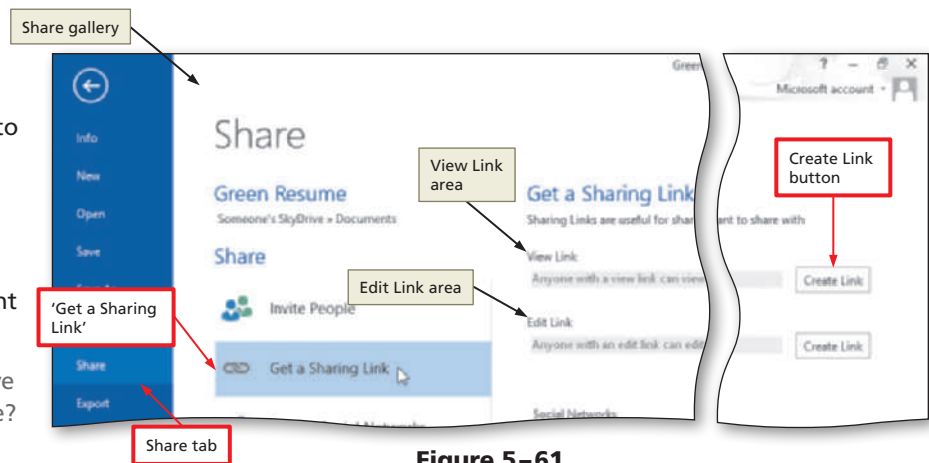 Share gallery
to
nt
ve
e?
Green
? – ×
Microsoft account
Info
New
Open
Save
Share
Export
Share
Green Resume
Someone's SkyDrive » Documents
Share
Invite People
Get a Sharing Link
Get a Sharing Link
Sharing Links are useful for shar
ant to share with
View Link
area
View Link:
Anyone with a view link can view
Create Link
Edit Link area
Edit Link:
Anyone with an edit link can edit
Create Link
Social Networks
Create Link
button
'Get a Sharing
Link'
Share tab
Figure 5–61